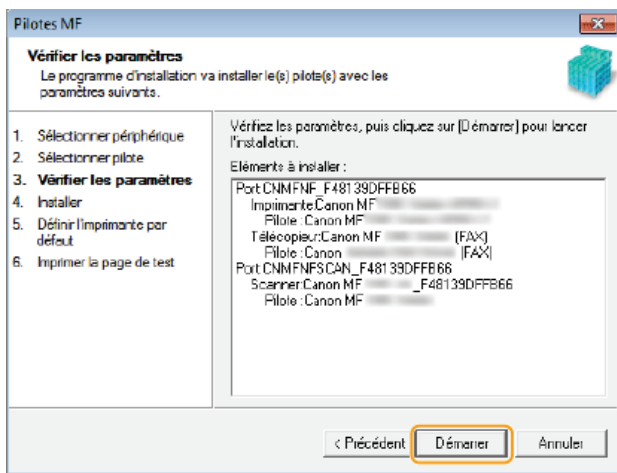 Pilotes MF
Vérifier les paramètres
Le programme d'installation va installer le(s) pilote(s) avec les
paramètres suivants.
1. Sélectionner périphérique
2. Sélectionner pilote
3. Vérifier les paramètres
4. Installer
5. Définir l'imprimante par
défaut
6. Imprimer la page de test
Vérifiez les paramètres, puis cliquez sur [Démarrer] pour lancer
l'installation.
Eléments à installer :
Port:CNMFNF_F48139DFFB66
Imprimante:Canon MF
Pilote :Canon MF
Télécopieur:Canon MF (FAX)
Pilote :Canon (FAX)
Port:CNMFNFSCAN_F48139DFFB66
Scanner:Canon MF _F48139DFFB66
Pilote :Canon MF
< Précédent
Démarrer
Annuler